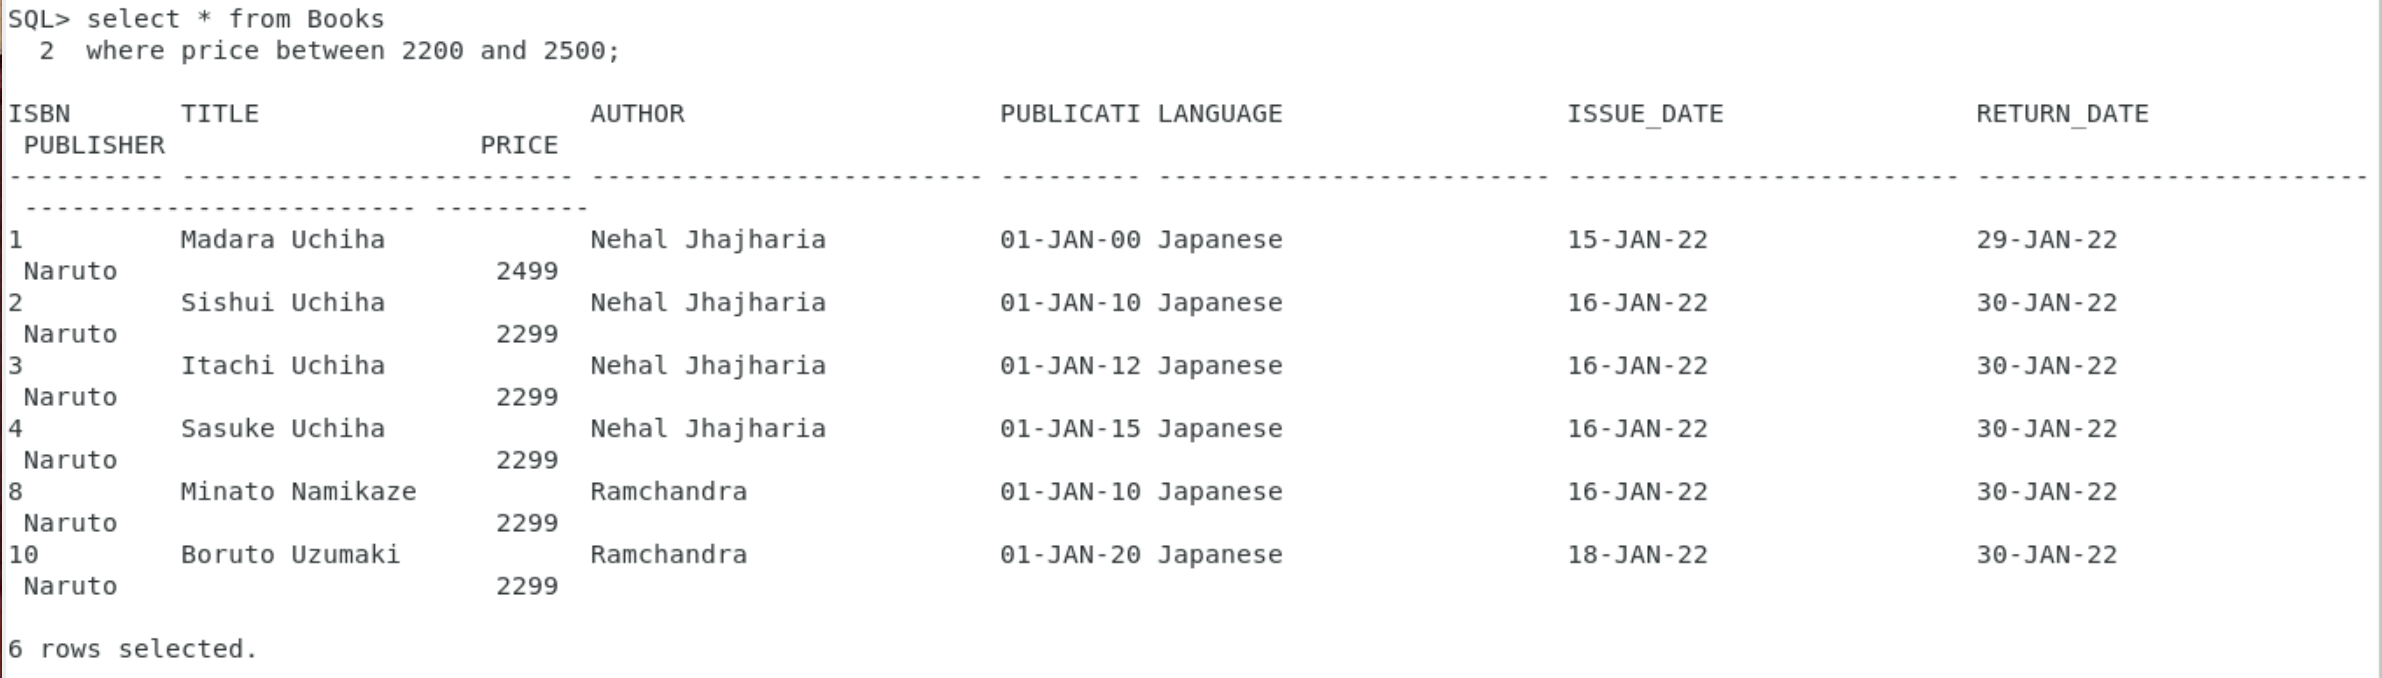 SQL> select * from Books
  2  where price between 2200 and 2500;

ISBN       TITLE                     AUTHOR                    PUBLICATI LANGUAGE                  ISSUE_DATE                RETURN_DATE
 PUBLISHER                    PRICE
---------- ------------------------- ------------------------- --------- ------------------------- ------------------------- -------------------------
 ------------------------- ----------
1          Madara Uchiha             Nehal Jhajharia           01-JAN-00 Japanese                  15-JAN-22                 29-JAN-22
 Naruto                        2499
2          Sishui Uchiha             Nehal Jhajharia           01-JAN-10 Japanese                  16-JAN-22                 30-JAN-22
 Naruto                        2299
3          Itachi Uchiha             Nehal Jhajharia           01-JAN-12 Japanese                  16-JAN-22                 30-JAN-22
 Naruto                        2299
4          Sasuke Uchiha             Nehal Jhajharia           01-JAN-15 Japanese                  16-JAN-22                 30-JAN-22
 Naruto                        2299
8          Minato Namikaze           Ramchandra                01-JAN-10 Japanese                  16-JAN-22                 30-JAN-22
 Naruto                        2299
10         Boruto Uzumaki            Ramchandra                01-JAN-20 Japanese                  18-JAN-22                 30-JAN-22
 Naruto                        2299

6 rows selected.